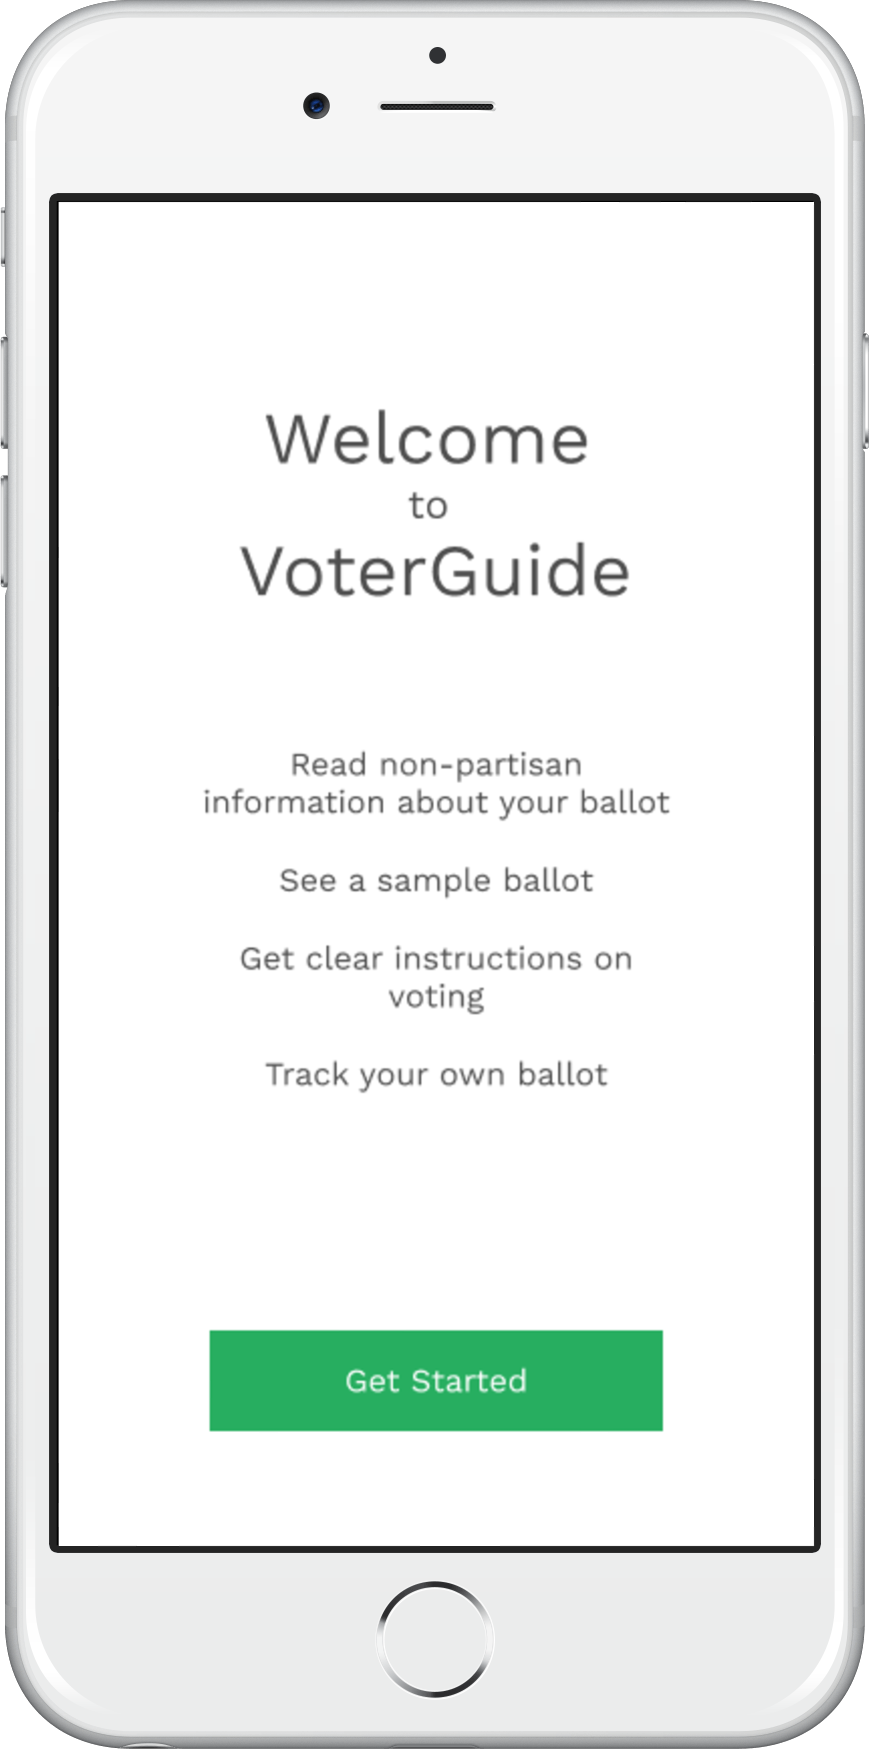 Welcome
to
VoterGuide
Read non-partisan
information about your ballot
See a sample ballot
Get clear instructions on
voting
Track your own ballot
Get Started